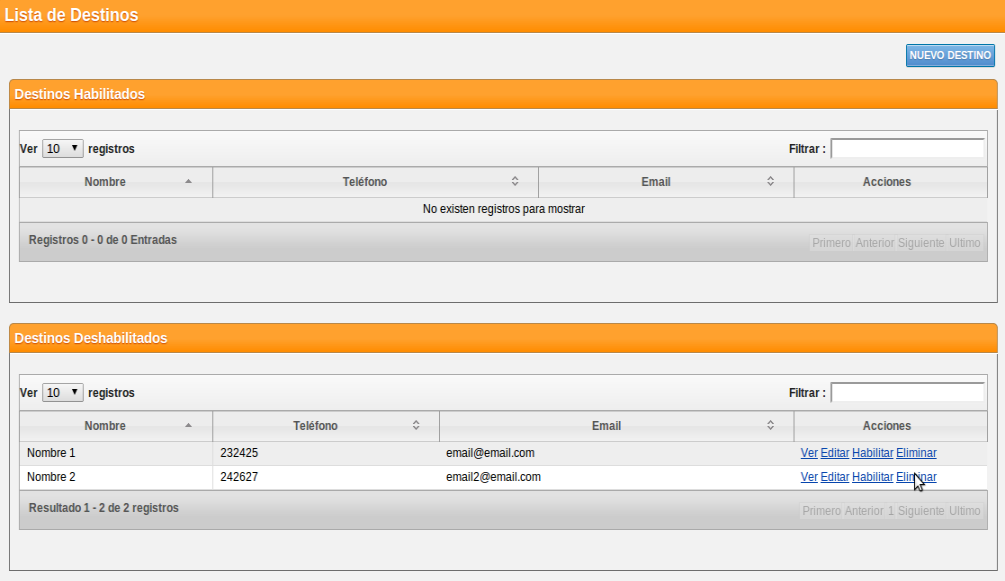 Lista de Destinos
NUEVO DESTINO
Destinos Habilitados
Ver 10 registros Filtrar :
Nombre Teléfono Email Acciones
No existen registros para mostrar
Registros 0 - 0 de 0 Entradas Primero Anterior Siguiente Ultimo
Destinos Deshabilitados
Ver 10 registros Filtrar :
Nombre Teléfono Email Acciones
Nombre 1 232425 email@email.com Ver Editar Habilitar Eliminar
Nombre 2 242627 email2@email.com Ver Editar Habilitar Eliminar
Resultado 1 - 2 de 2 registros Primero Anterior 1 Siguiente Ultimo